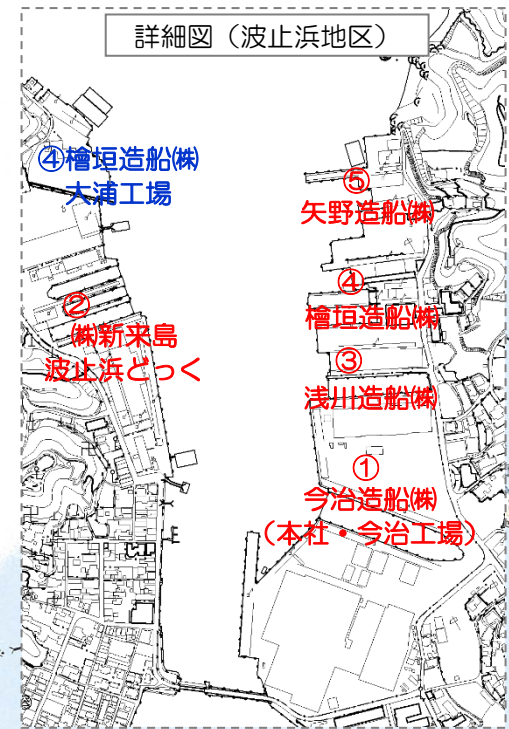 詳細図（波止浜地区）
④檜垣造船㈱
大浦工場
②
㈱新来島
波止浜どっく
⑤
矢野造船㈱
④
檜垣造船㈱
③
浅川造船㈱
①
今治造船㈱
（本社・今治工場）